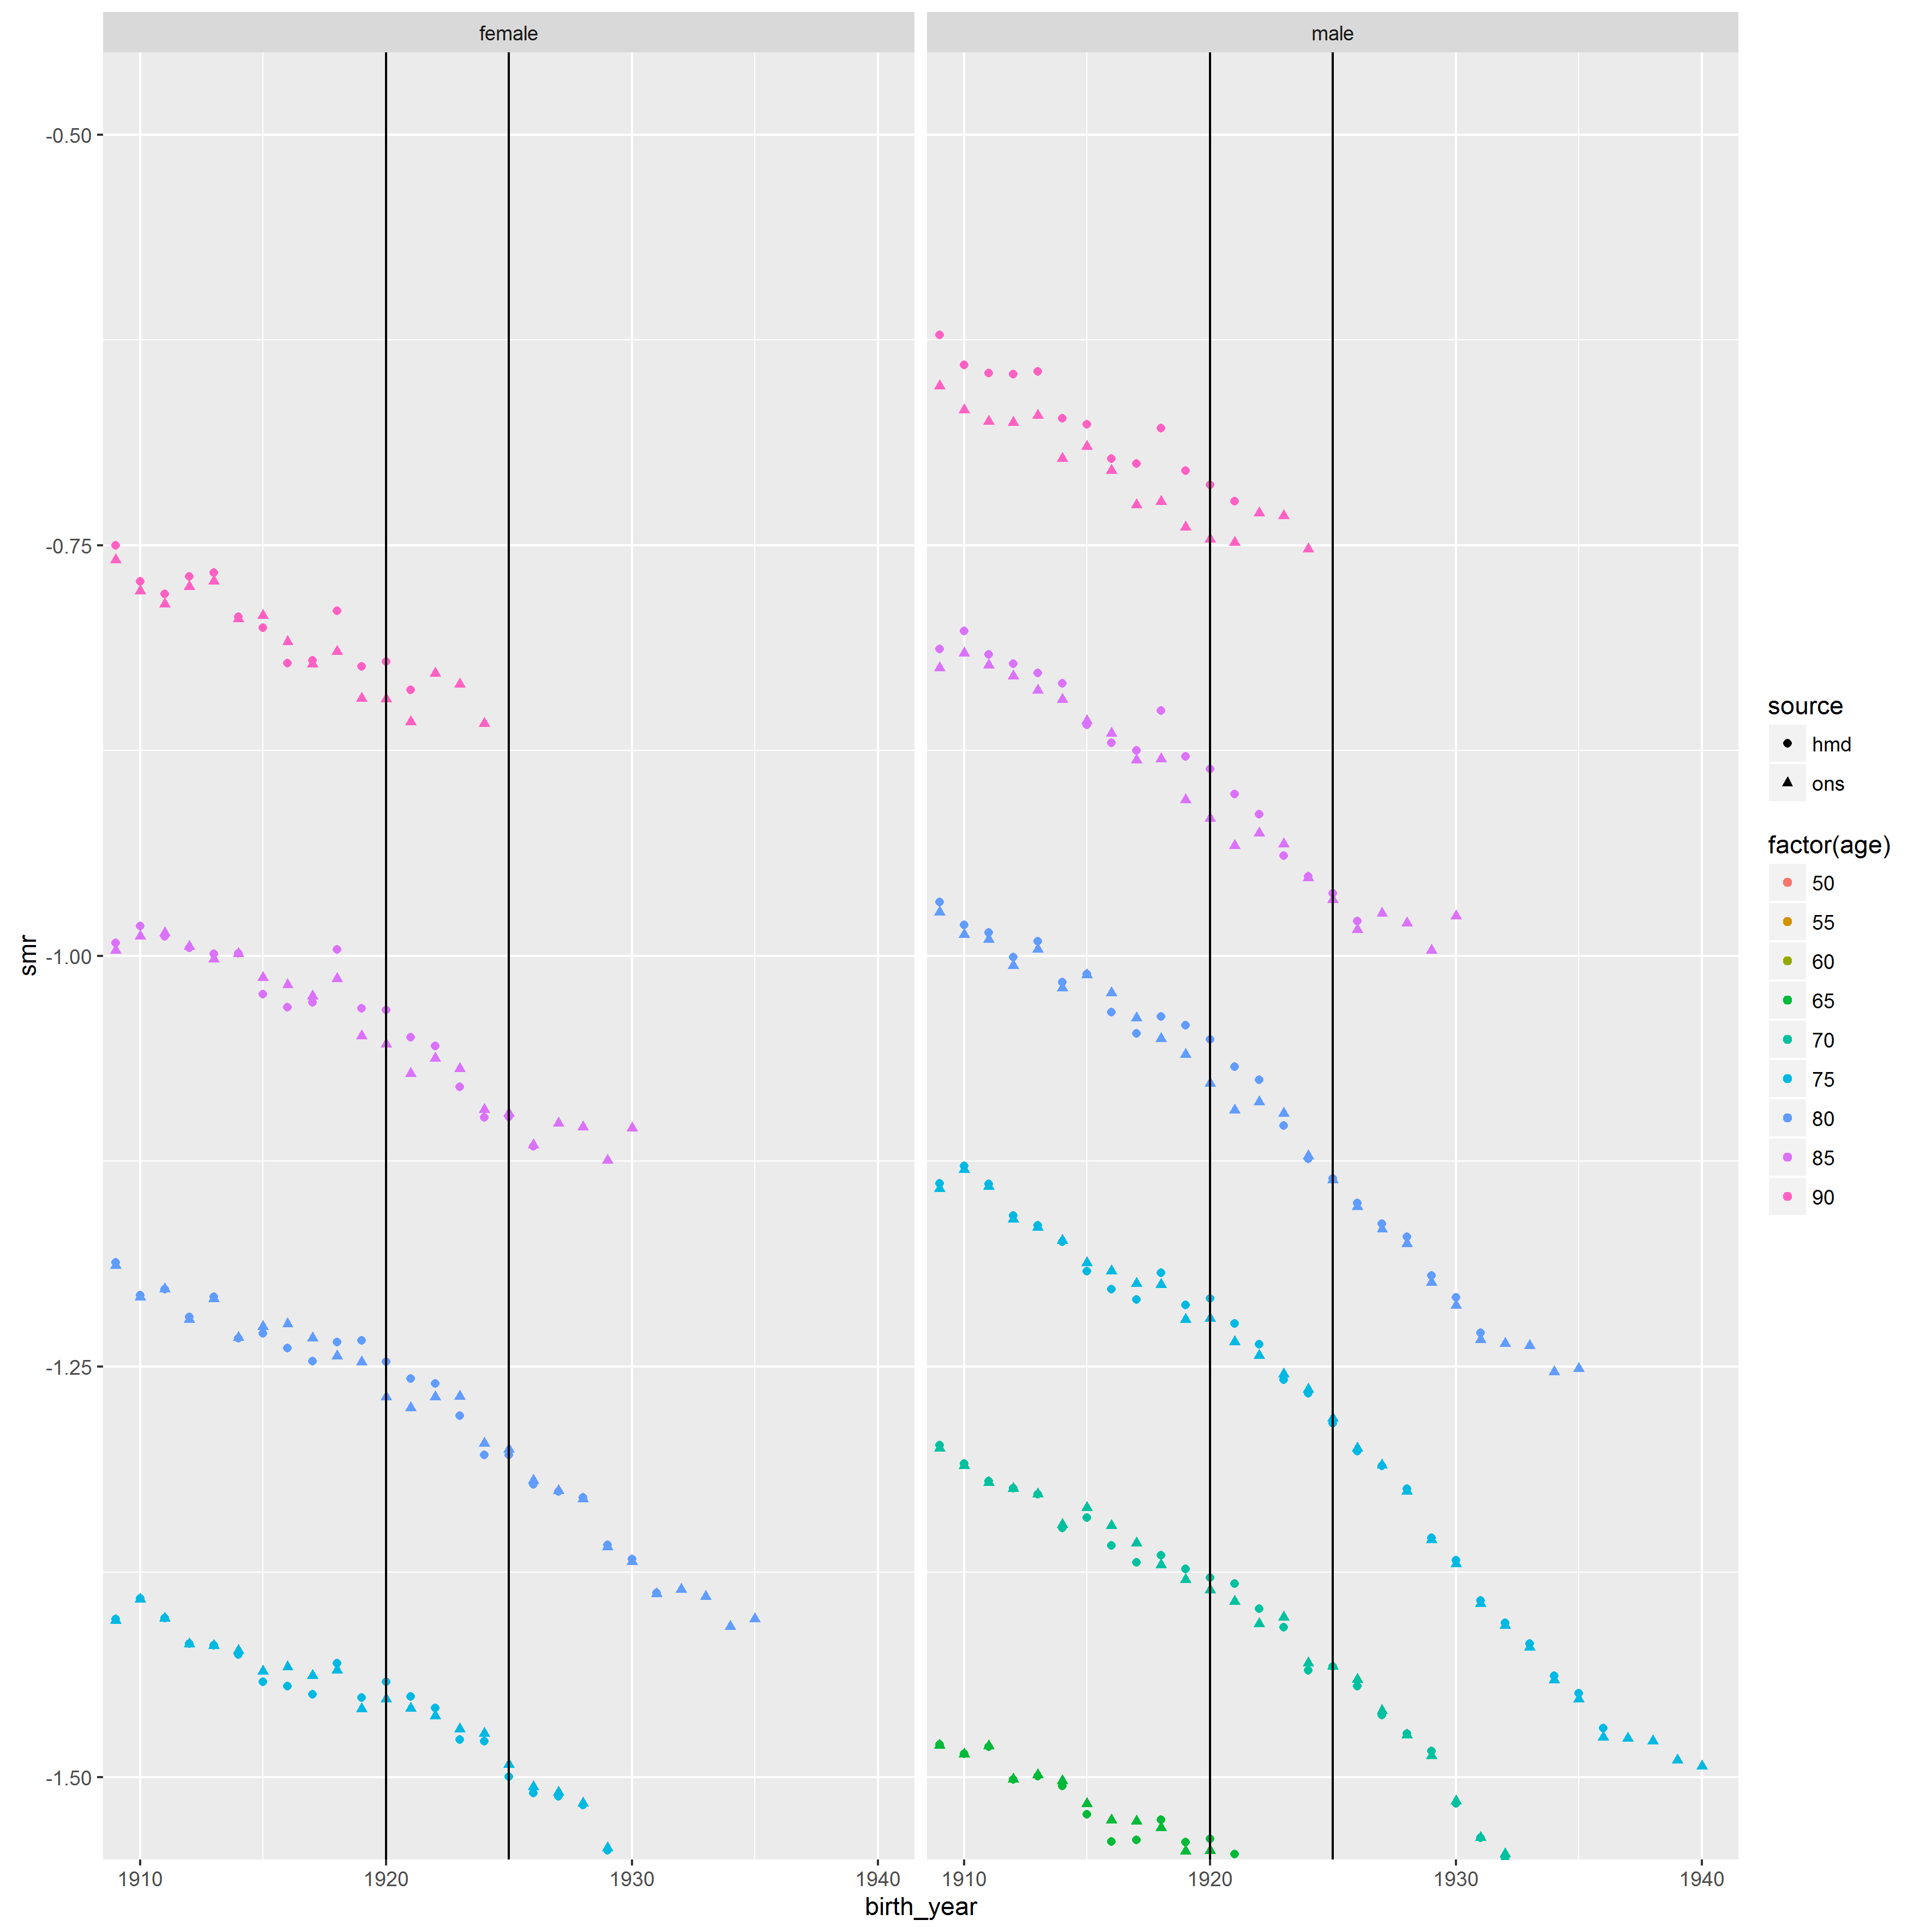 female male
-0.50
-0.75
-1.00
-1.25
-1.50
smr
1910 1920 1930 1940 1910 1920 1930 1940
birth_year
source
hmd
ons
factor(age)
50
55
60
65
70
75
80
85
90